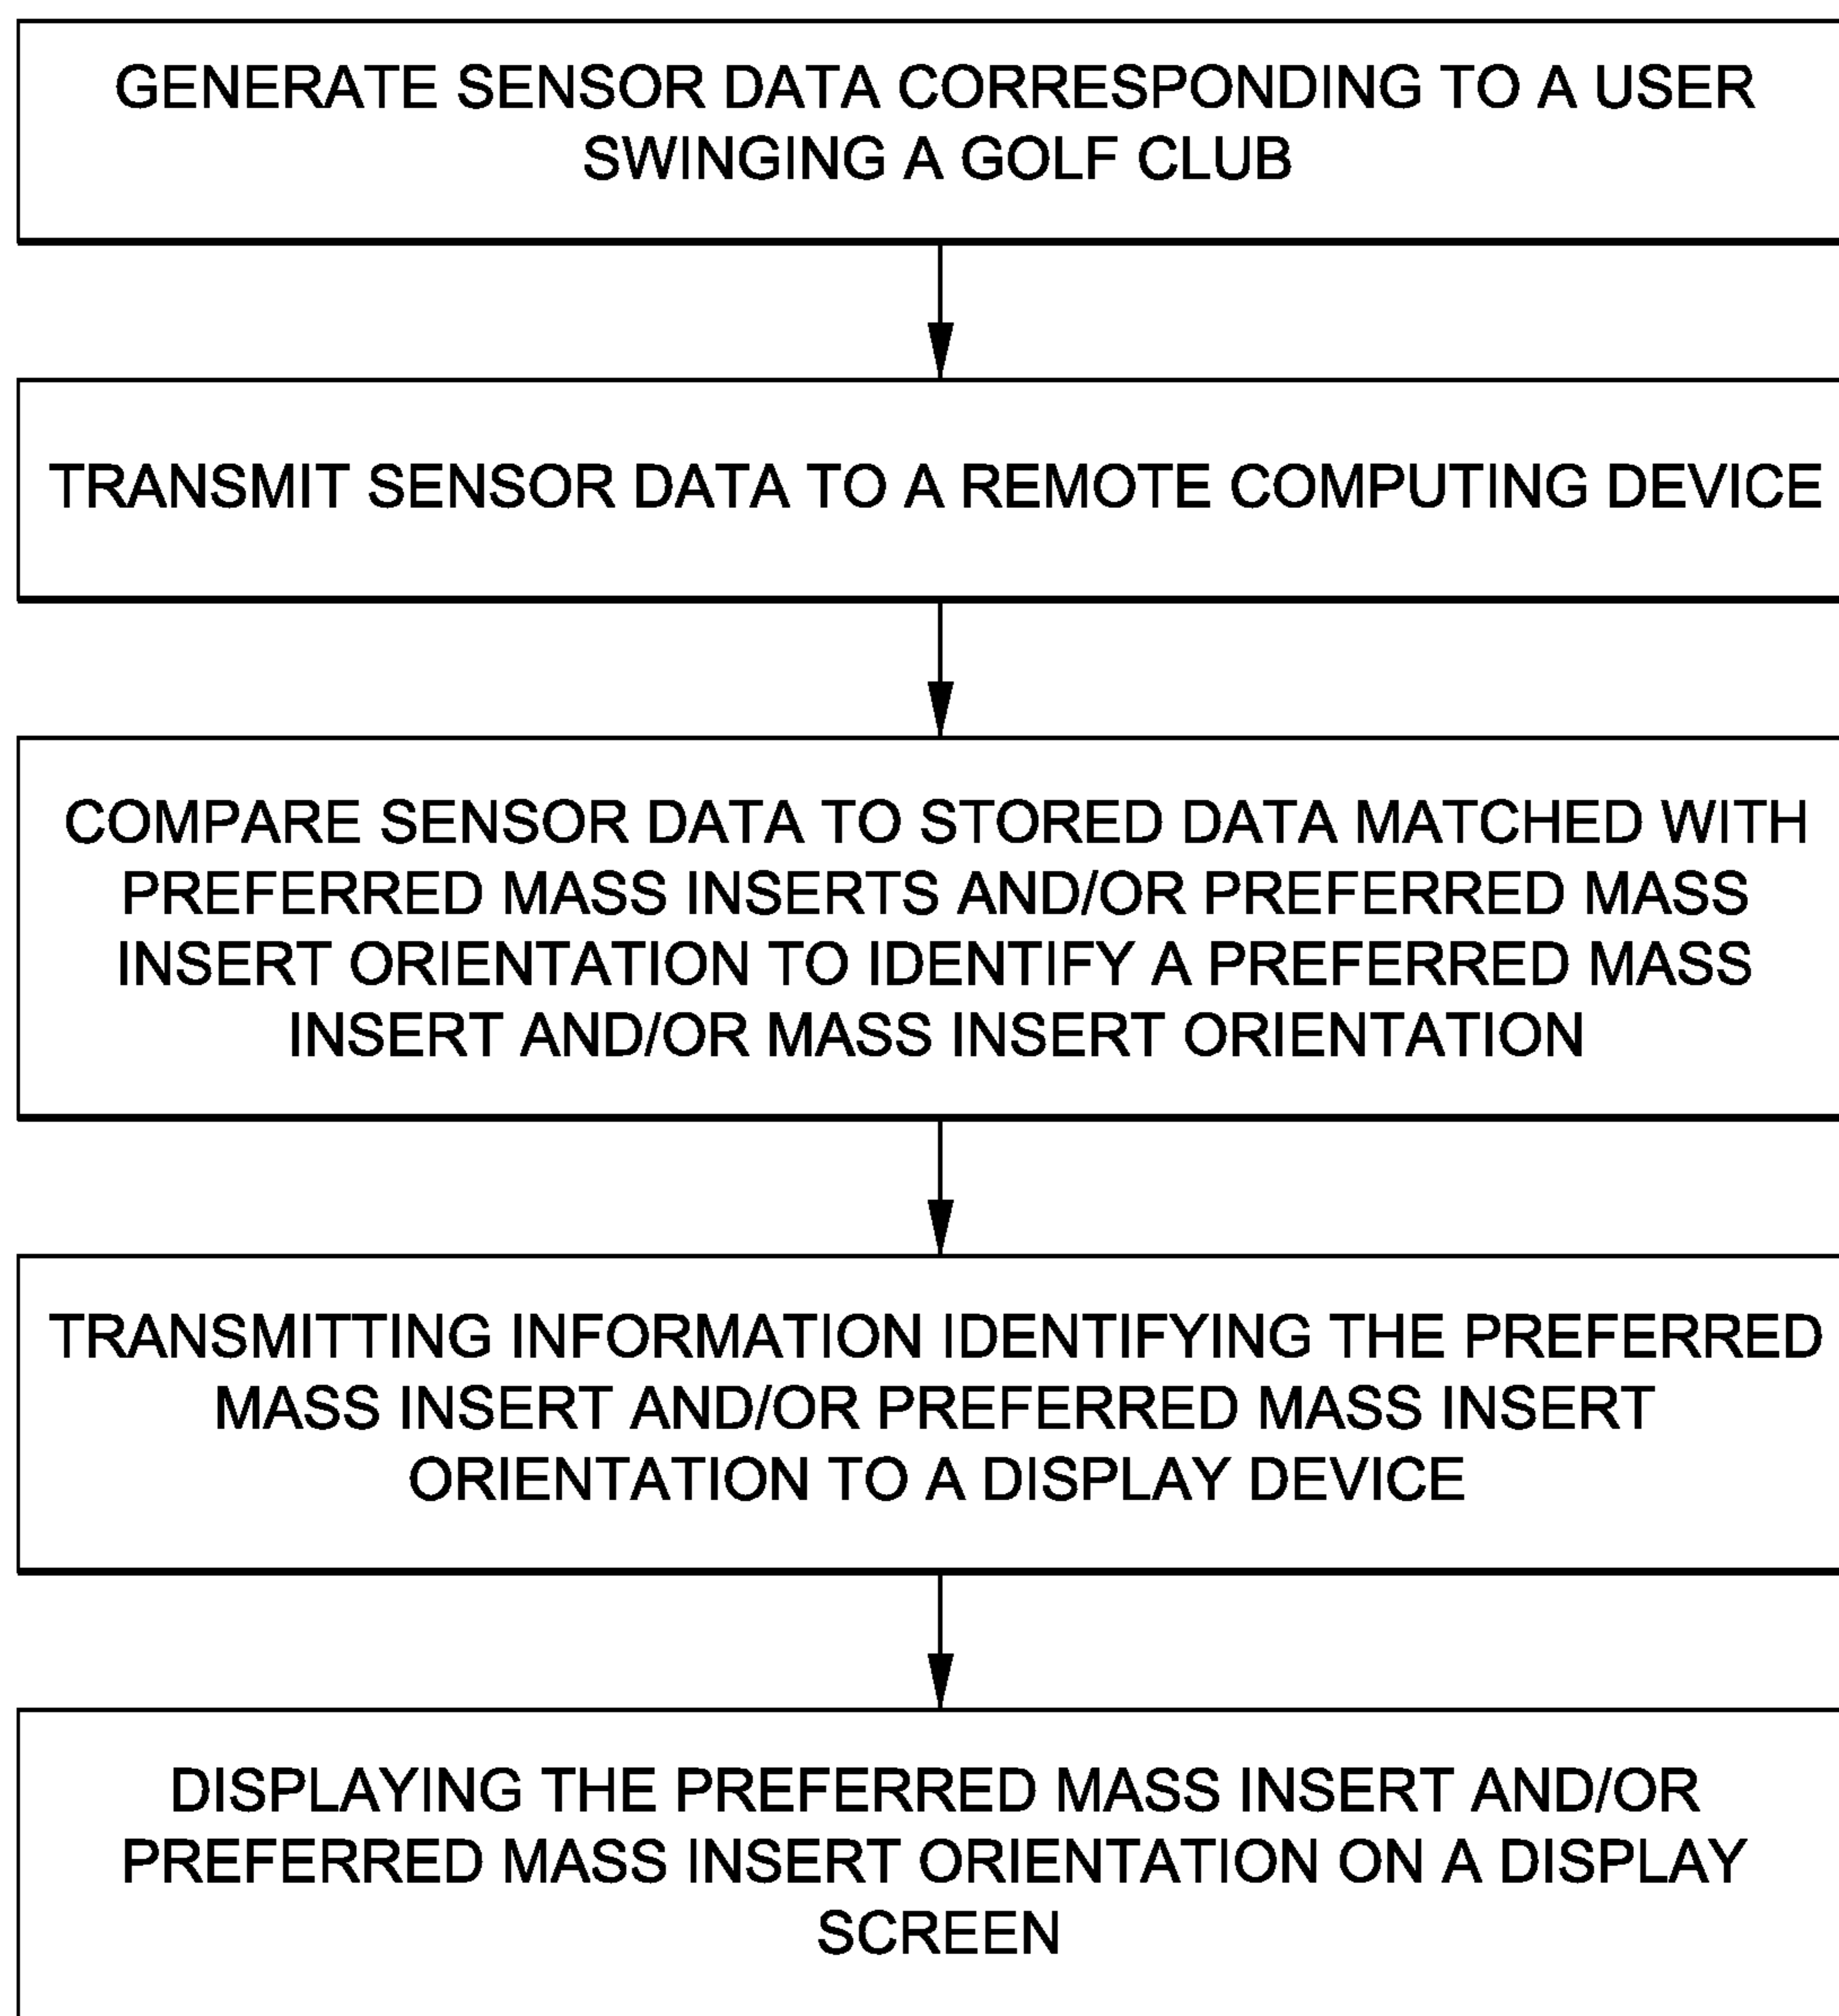 GENERATE SENSOR DATA CORRESPONDING TO A USER
SWINGING A GOLF CLUB
TRANSMIT SENSOR DATA TO A REMOTE COMPUTING DEVICE
COMPARE SENSOR DATA TO STORED DATA MATCHED WITH
PREFERRED MASS INSERTS AND/OR PREFERRED MASS
INSERT ORIENTATION TO IDENTIFY A PREFERRED MASS
INSERT AND/OR MASS INSERT ORIENTATION
TRANSMITTING INFORMATION IDENTIFYING THE PREFERRED
MASS INSERT AND/OR PREFERRED MASS INSERT
ORIENTATION TO A DISPLAY DEVICE
DISPLAYING THE PREFERRED MASS INSERT AND/OR
PREFERRED MASS INSERT ORIENTATION ON A DISPLAY
SCREEN